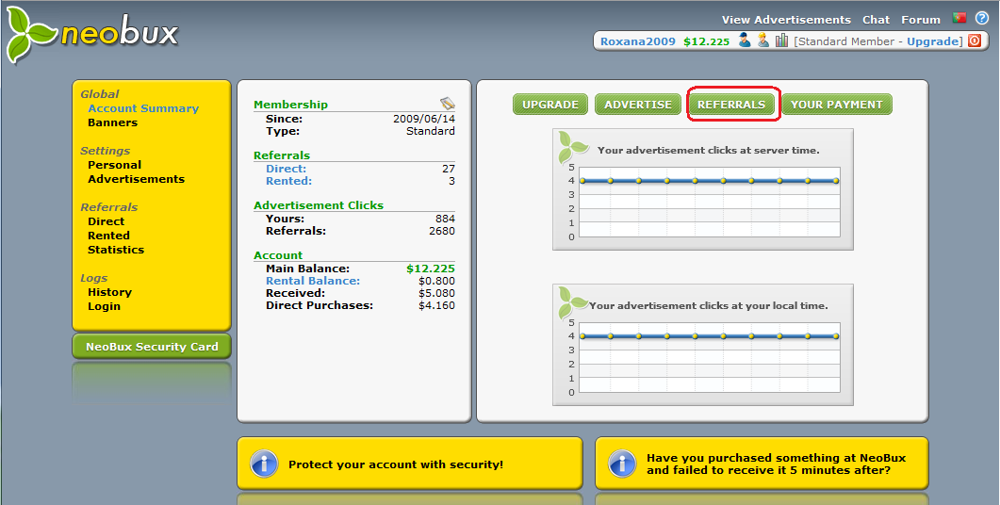 neobux
View Advertisements Chat Forum
Roxana2009 $12.225 [Standard Member - Upgrade]
Global
Account Summary
Banners
Settings
Personal
Advertisements
Referrals
Direct
Rented
Statistics
Logs
History
Login
NeoBux Security Card
Membership
Since: 2009/06/14
Type: Standard
Referrals
Direct: 27
Rented: 3
Advertisement Clicks
Yours: 884
Referrals: 2680
Account
Main Balance: $12.225
Rental Balance: $0.800
Received: $5.080
Direct Purchases: $4.160
UPGRADE ADVERTISE REFERRALS YOUR PAYMENT
Your advertisement clicks at server time.
5
4
3
2
1
0
Your advertisement clicks at your local time.
5
4
3
2
1
0
Protect your account with security!
Have you purchased something at NeoBux
and failed to receive it 5 minutes after?